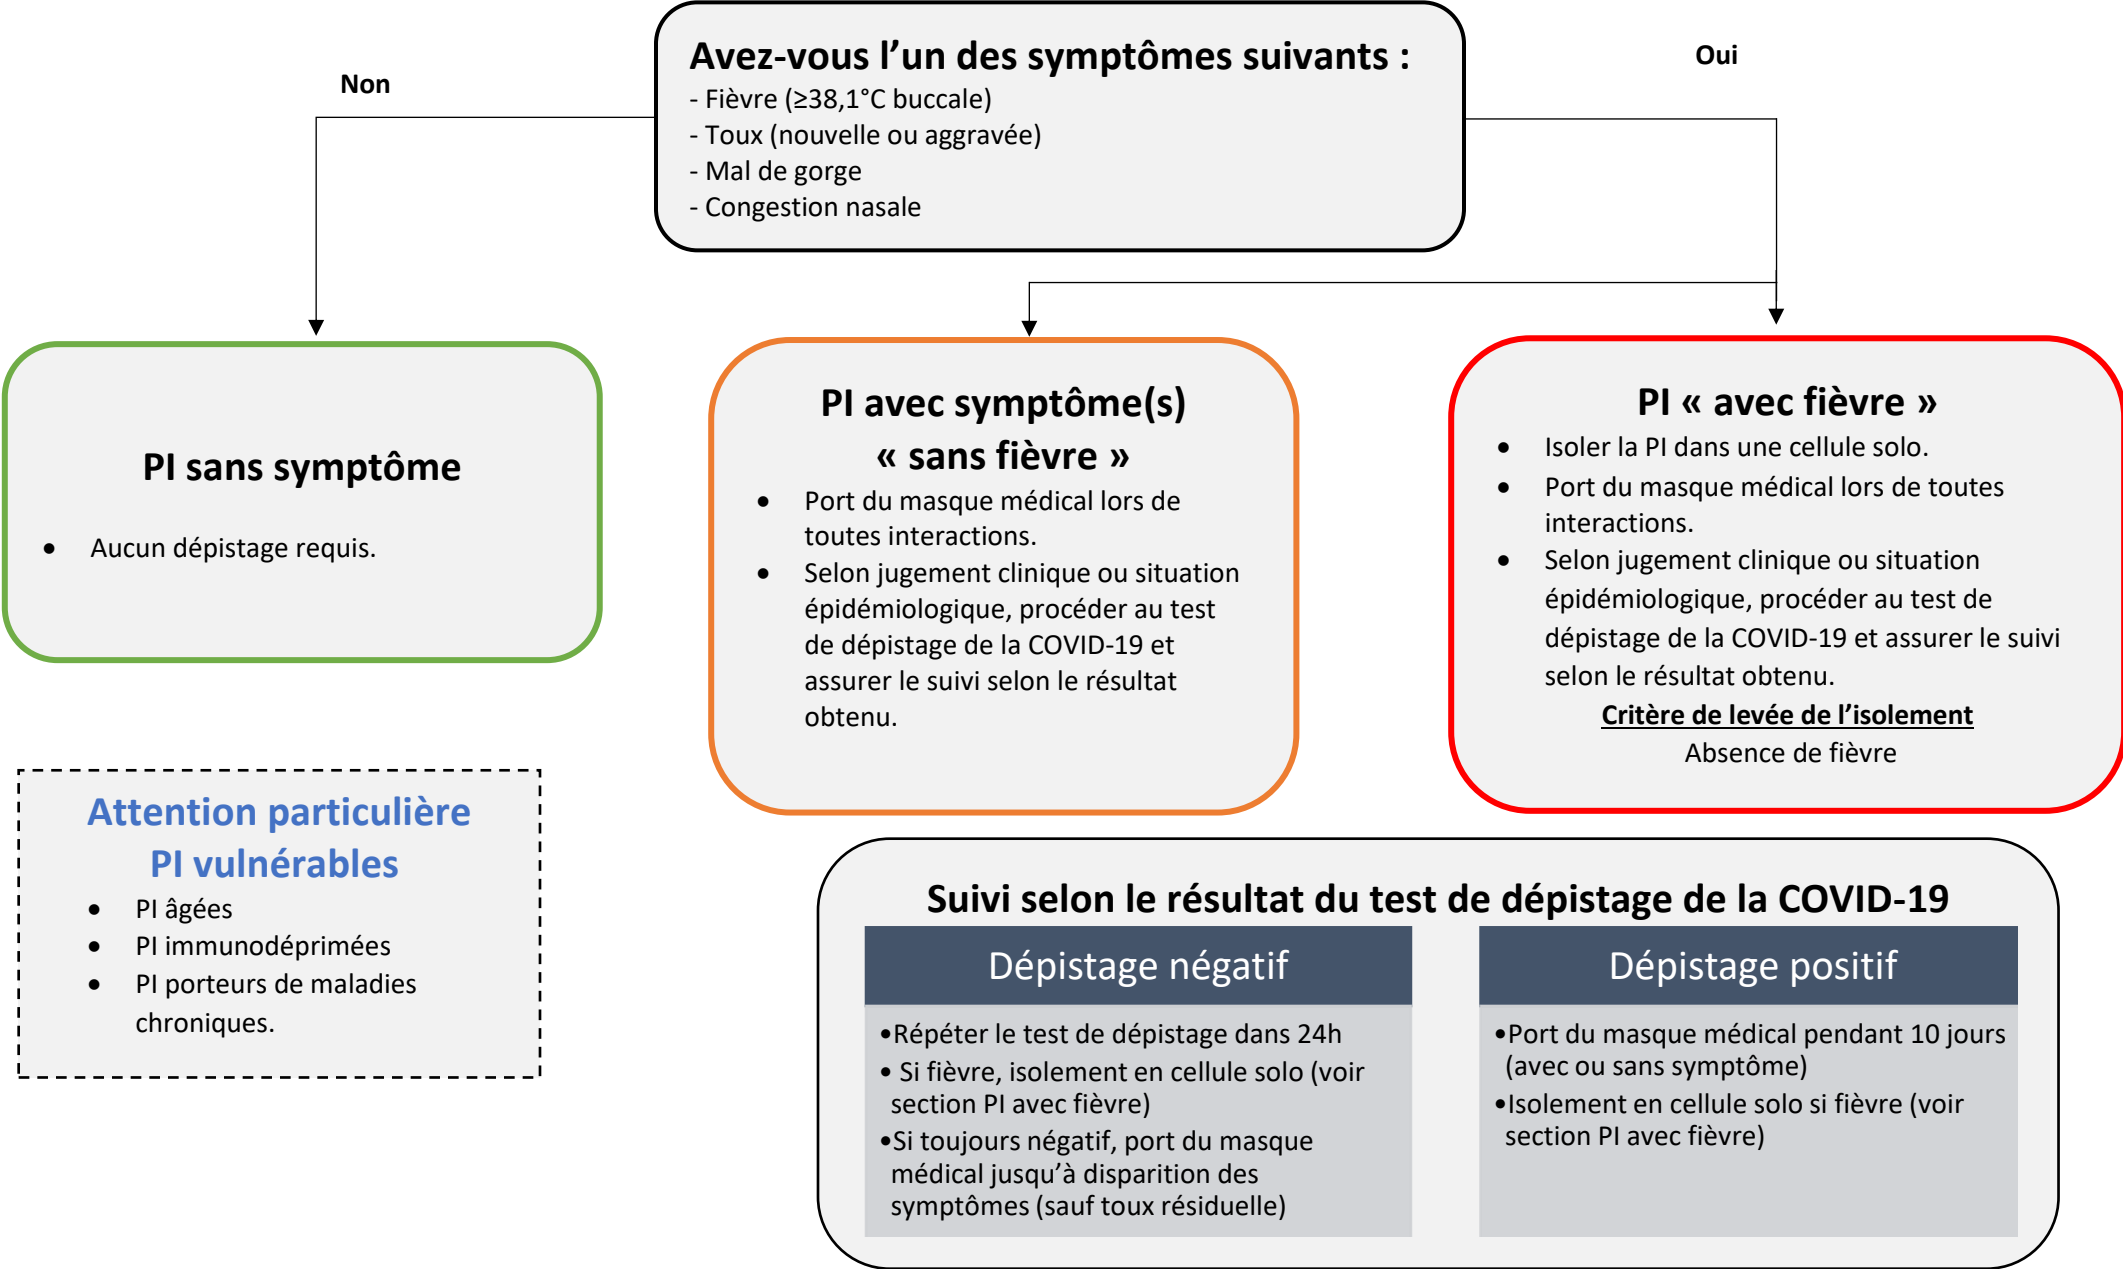 Avez-vous l’un des symptômes suivants :
- Fièvre (≥38,1°C buccale)
- Toux (nouvelle ou aggravée)
- Mal de gorge
- Congestion nasale
Non
Oui
PI sans symptôme
• Aucun dépistage requis.
PI avec symptôme(s)
« sans fièvre »
• Port du masque médical lors de
toutes interactions.
• Selon jugement clinique ou situation
épidémiologique, procéder au test
de dépistage de la COVID-19 et
assurer le suivi selon le résultat
obtenu.
PI « avec fièvre »
• Isoler la PI dans une cellule solo.
• Port du masque médical lors de toutes
interactions.
• Selon jugement clinique ou situation
épidémiologique, procéder au test de
dépistage de la COVID-19 et assurer le suivi
selon le résultat obtenu.
Critère de levée de l’isolement
Absence de fièvre
Attention particulière
PI vulnérables
• PI âgées
• PI immunodéprimées
• PI porteurs de maladies
chroniques.
Suivi selon le résultat du test de dépistage de la COVID-19
Dépistage négatif
•Répéter le test de dépistage dans 24h
• Si fièvre, isolement en cellule solo (voir
section PI avec fièvre)
•Si toujours négatif, port du masque
médical jusqu’à disparition des
symptômes (sauf toux résiduelle)
Dépistage positif
•Port du masque médical pendant 10 jours
(avec ou sans symptôme)
•Isolement en cellule solo si fièvre (voir
section PI avec fièvre)